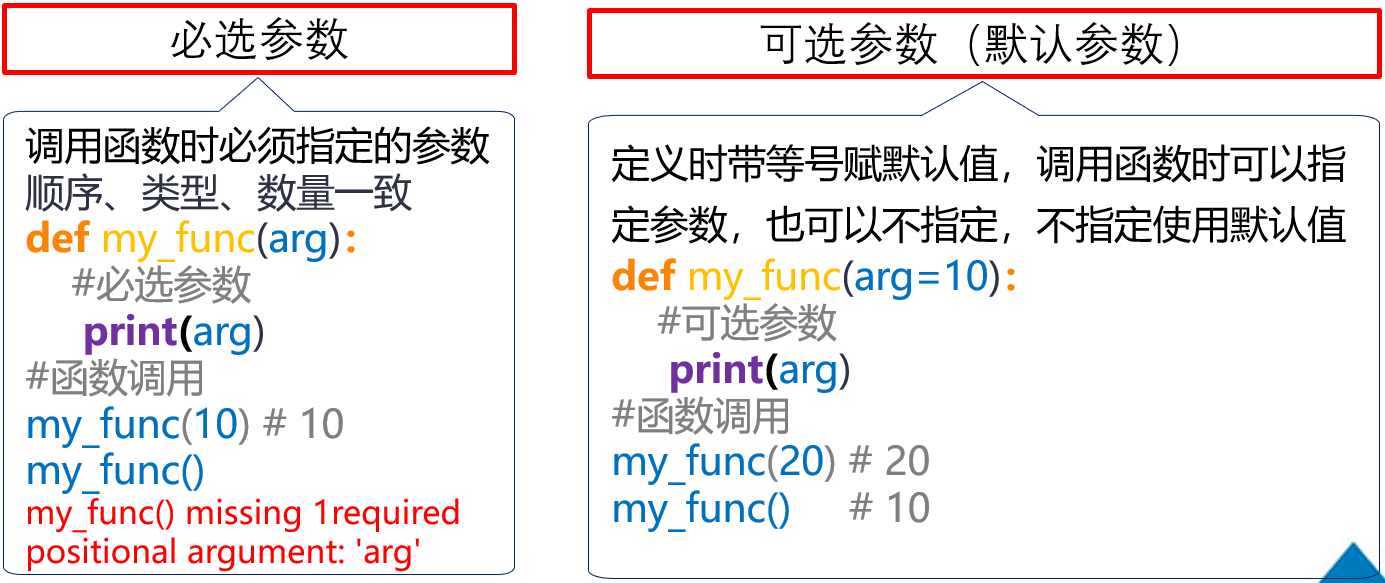 必选参数
调用函数时必须指定的参数
顺序、类型、数量一致
def my_func(arg):
#必选参数
print(arg)
#函数调用
my_func(10) # 10
my_func()
my_func() missing 1required
positional argument: 'arg'
可选参数（默认参数）
定义时带等号赋默认值，调用函数时可以指
定参数，也可以不指定，不指定使用默认值
def my_func(arg=10):
#可选参数
print(arg)
#函数调用
my_func(20) # 20
my_func() # 10